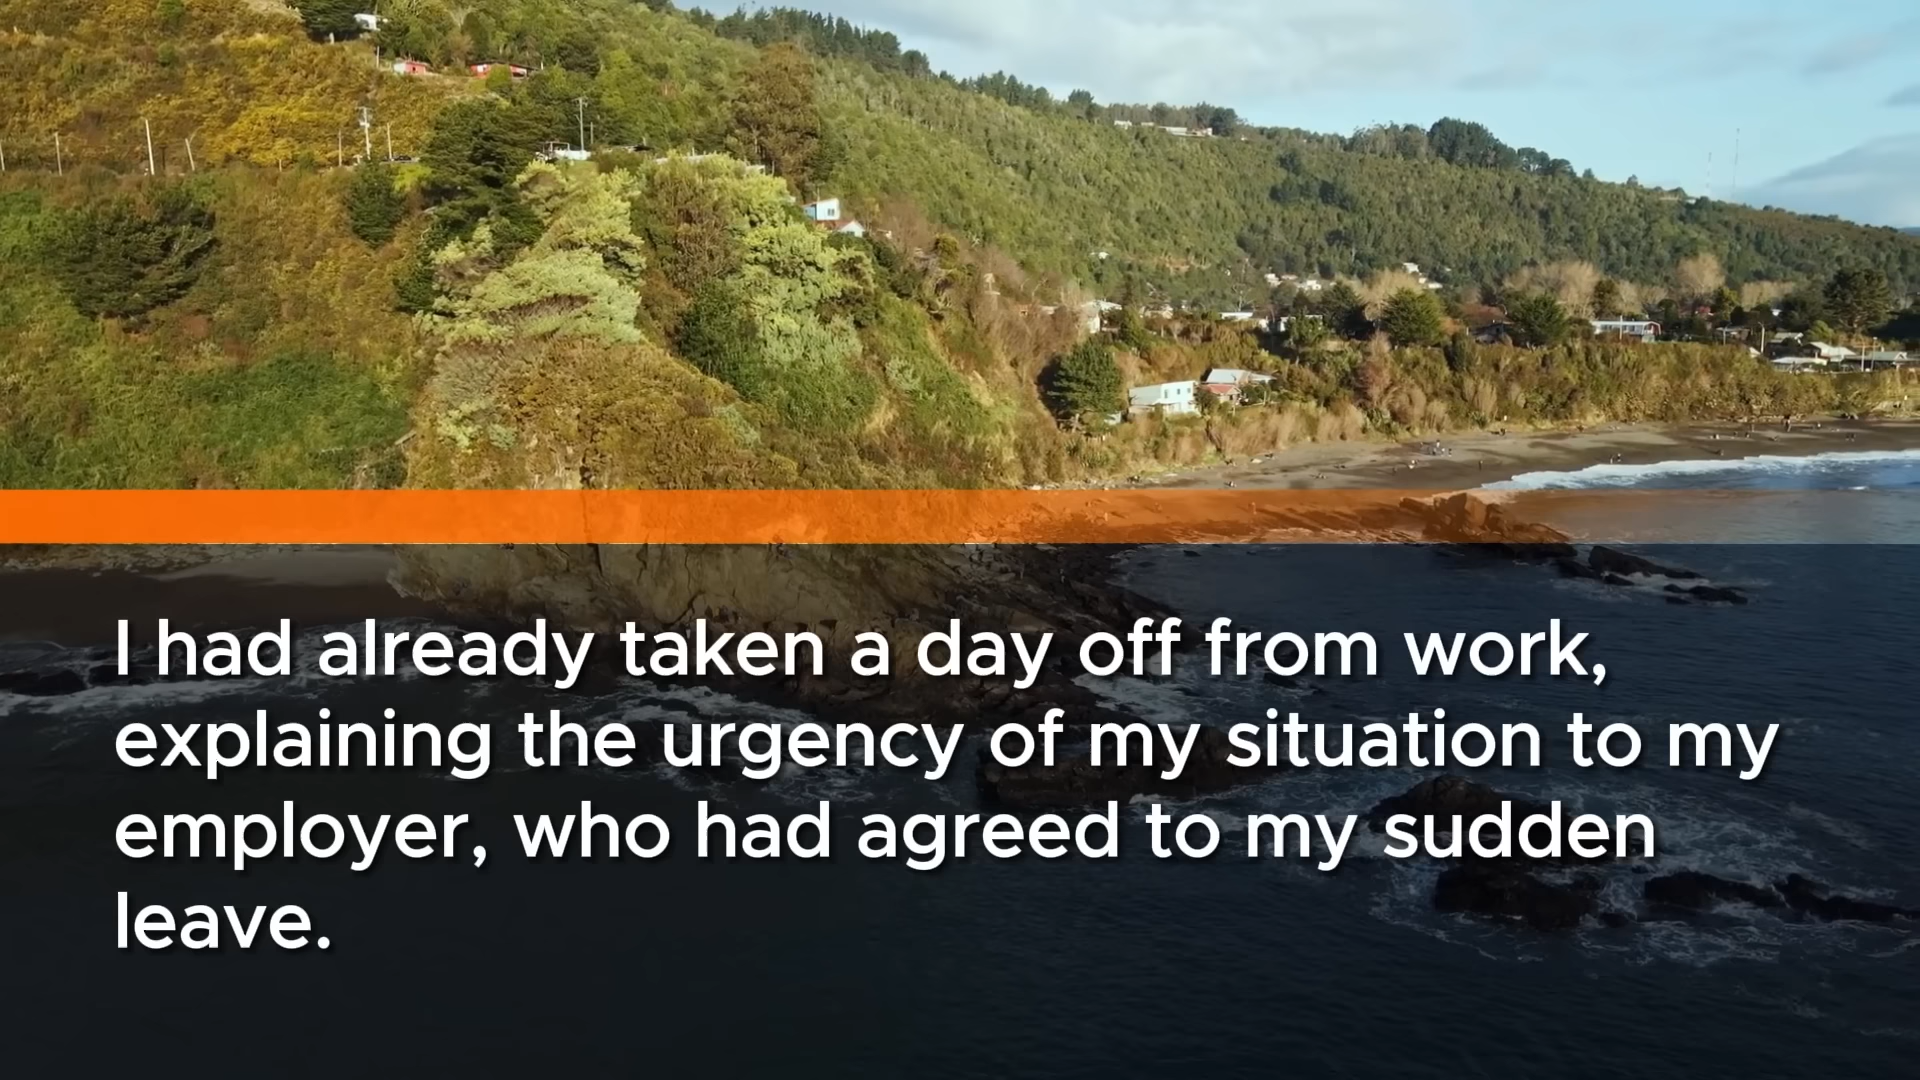 I had already taken a day off from work,
explaining the urgency of my situation to my
employer, who had agreed to my sudden
leave.